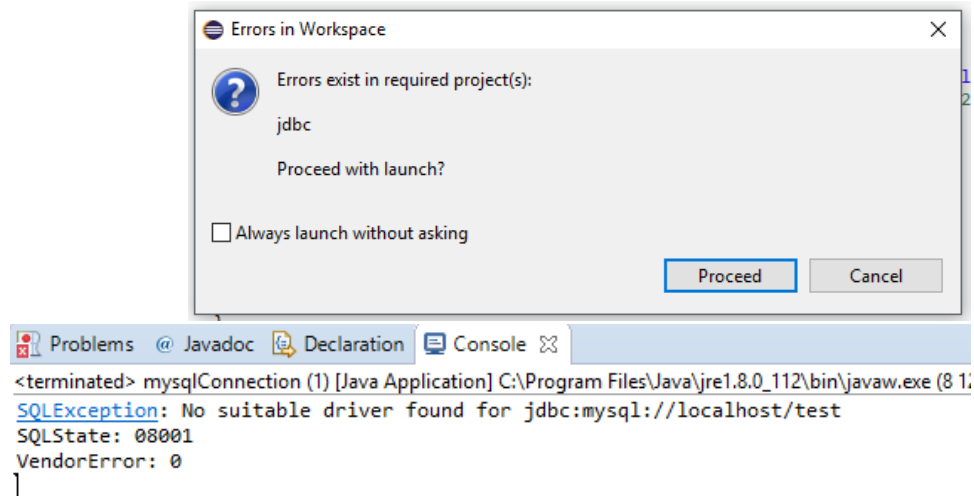 Errors in Workspace
Errors exist in required project(s):
jdbc
Proceed with launch?
Always launch without asking
Proceed Cancel
Problems @ Javadoc Declaration Console
<terminated> mysqlConnection (1) [Java Application] C:\Program Files\Java\jre1.8.0_112\bin\javaw.exe (8 12
SQLException: No suitable driver found for jdbc:mysql://localhost/test
SQLState: 08001
VendorError: 0